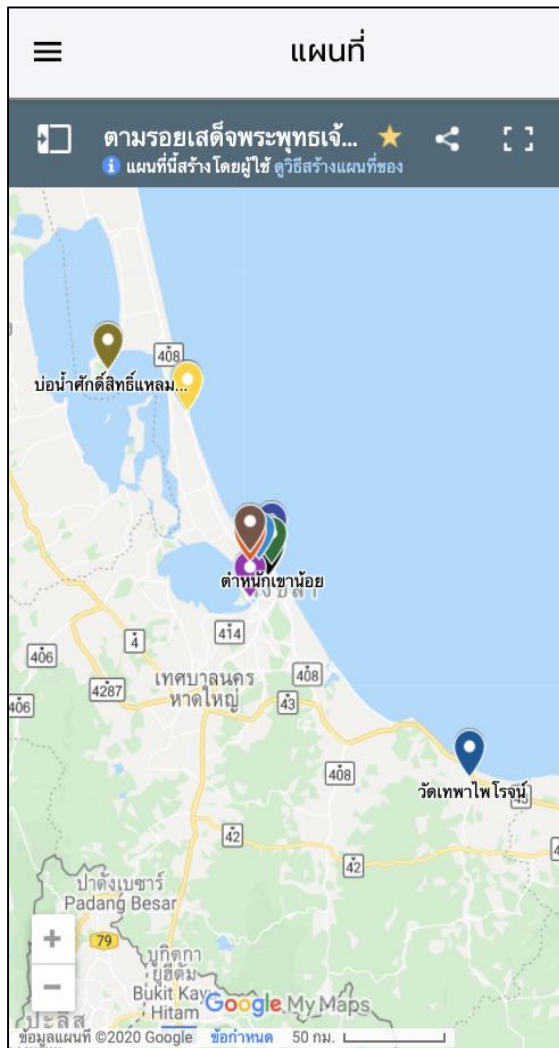 แผนที่
ตามรอยเสด็จพระพุทธเจ้...
แผนที่นี้สร้างโดยผู้ใช้ ดูวิธีสร้างแผนที่ของ
408
บ่อน้ำศักดิ์สิทธิ์แหลม...
ตำหนักเขาน้อย
4
414
406
เทศบาลนคร
หาดใหญ่
408
4287
43
406
408
วัดเทพาไพโรจน์
43
42
42
4
ปาดังเบซาร์
Padang Besar
79
บูกิตกา
ยูฮีตัม
Bukit Kayu
Hitam
Google My Maps
ปะลิส
ข้อมูลแผนที่ ©2020 Google ข้อกำหนด 50 กม.